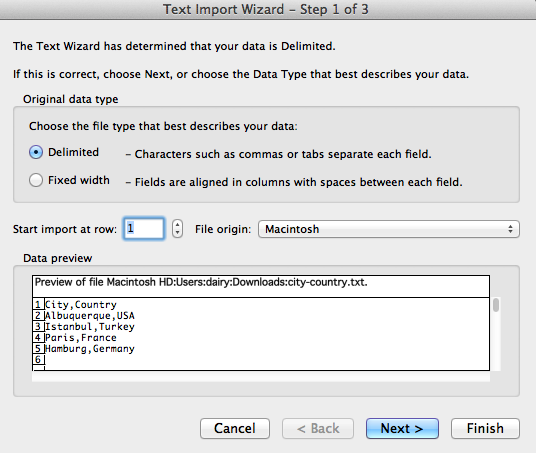 Text Import Wizard – Step 1 of 3
The Text Wizard has determined that your data is Delimited.
If this is correct, choose Next, or choose the Data Type that best describes your data.
Original data type
Choose the file type that best describes your data:
Delimited – Characters such as commas or tabs separate each field.
Fixed width – Fields are aligned in columns with spaces between each field.
Start import at row: 1 File origin: Macintosh
Data preview
Preview of file Macintosh HD:Users:dairy:Downloads:city-country.txt.
1 City,Country
2 Albuquerque,USA
3 Istanbul,Turkey
4 Paris,France
5 Hamburg,Germany
6
Cancel < Back Next > Finish